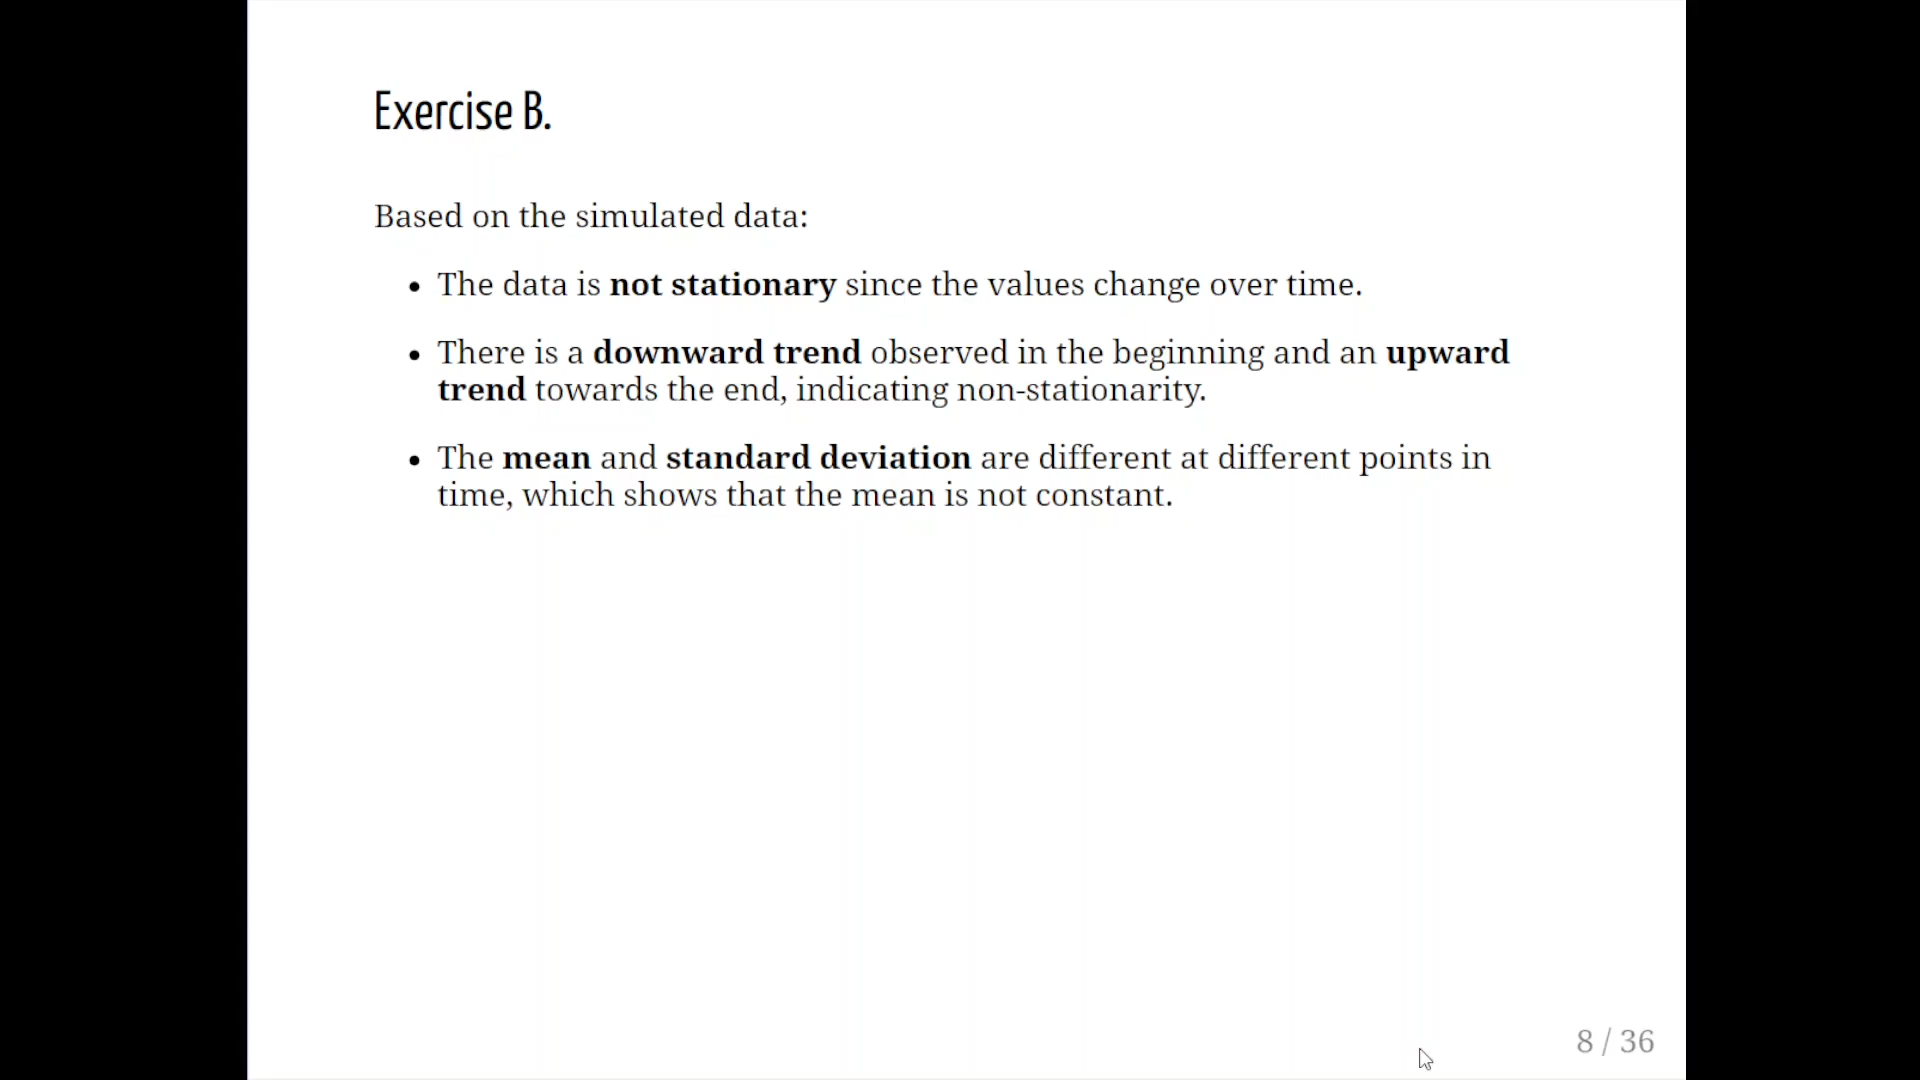 Exercise B.
Based on the simulated data:
• The data is not stationary since the values change over time.
• There is a downward trend observed in the beginning and an upward
trend towards the end, indicating non-stationarity.
• The mean and standard deviation are different at different points in
time, which shows that the mean is not constant.
8 / 36